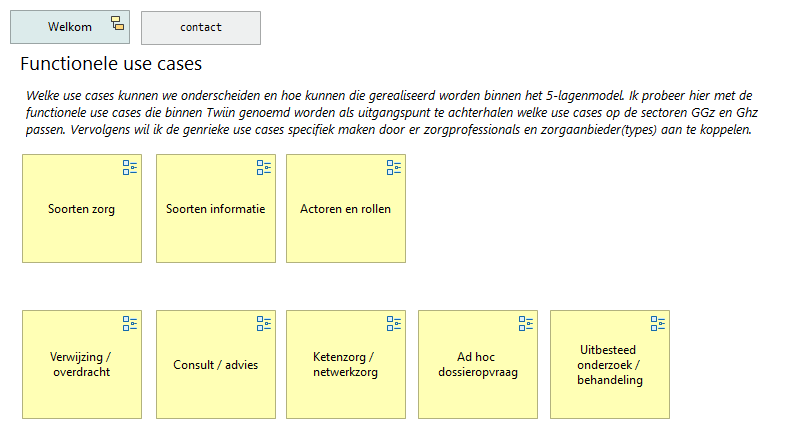 Welkom
contact
Functionele use cases
Welke use cases kunnen we onderscheiden en hoe kunnen die gerealiseerd worden binnen het 5-lagenmodel. Ik probeer hier met de
functionele use cases die binnen Twiin genoemd worden als uitgangspunt te achterhalen welke use cases op de sectoren GGz en Ghz
passen. Vervolgens wil ik de genrieke use cases specifiek maken door er zorgprofessionals en zorgaanbieder(types) aan te koppelen.
Soorten zorg
Soorten informatie
Actoren en rollen
Verwijzing /
overdracht
Consult / advies
Ketenzorg /
netwerkzorg
Ad hoc
dossieropvraag
Uitbesteed
onderzoek /
behandeling